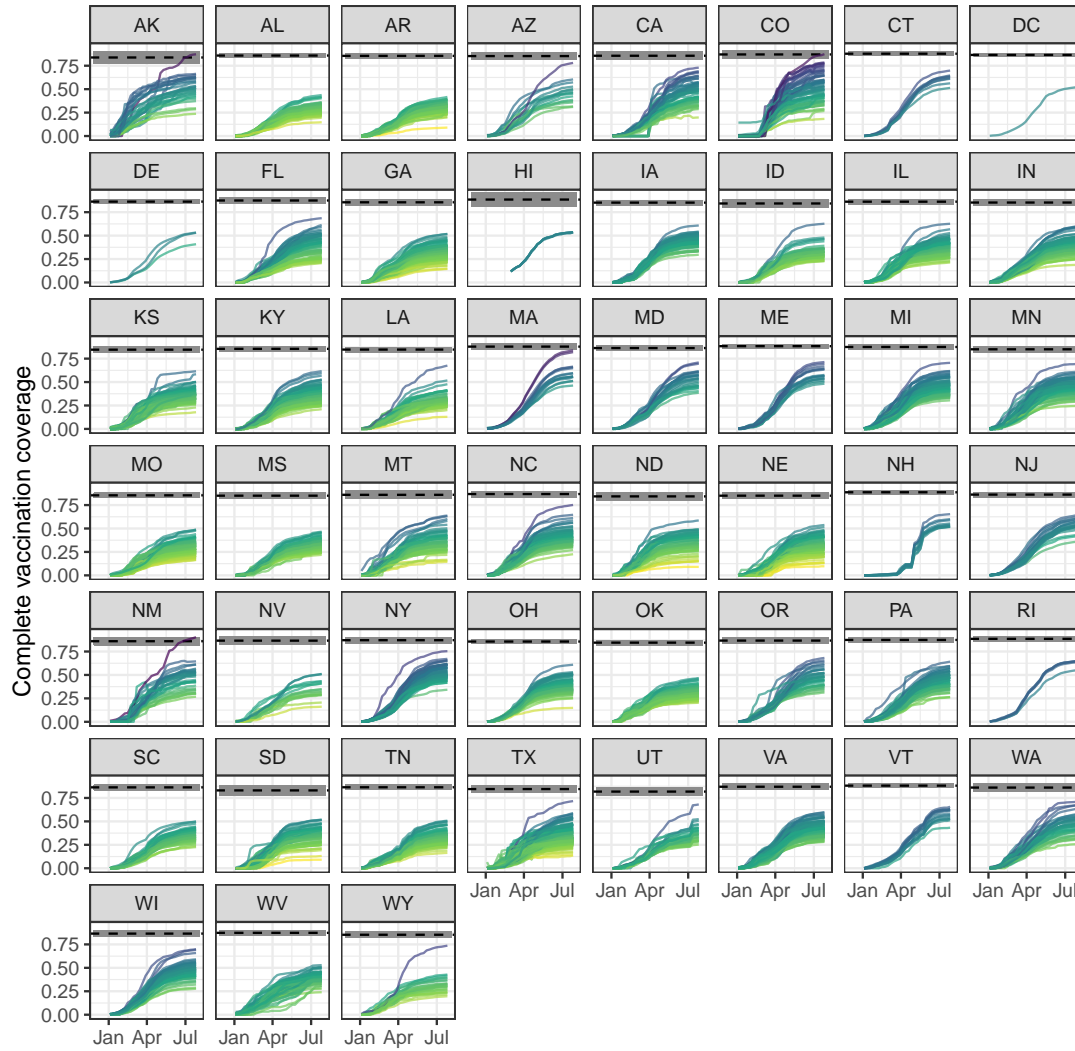 Complete vaccination coverage
AK AL AR AZ CA CO CT DC
0.75
0.50
0.25
0.00
DE FL GA HI IA ID IL IN
0.75
0.50
0.25
0.00
KS KY LA MA MD ME MI MN
0.75
0.50
0.25
0.00
MO MS MT NC ND NE NH NJ
0.75
0.50
0.25
0.00
NM NV NY OH OK OR PA RI
0.75
0.50
0.25
0.00
SC SD TN TX UT VA VT WA
0.75
0.50
0.25
0.00
Jan Apr Jul Jan Apr Jul Jan Apr Jul Jan Apr Jul Jan Apr Jul
WI WV WY
0.75
0.50
0.25
0.00
Jan Apr Jul Jan Apr Jul Jan Apr Jul